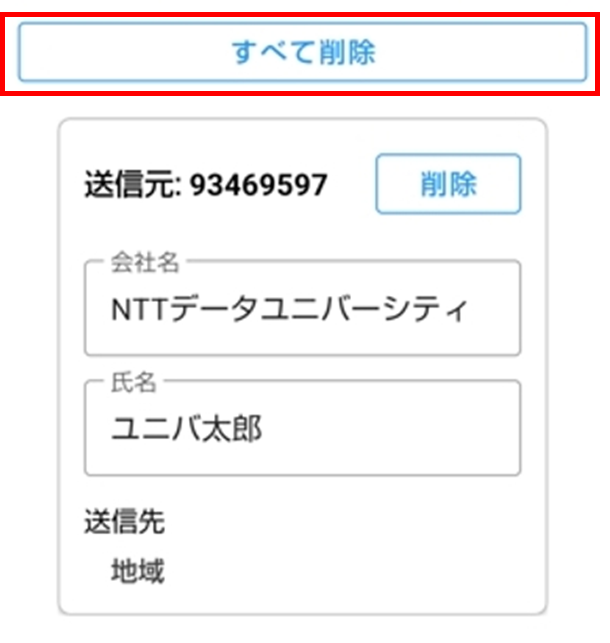 すべて削除
送信元: 93469597
削除
会社名
NTTデータユニバーシティ
氏名
ユニバ太郎
送信先
地域